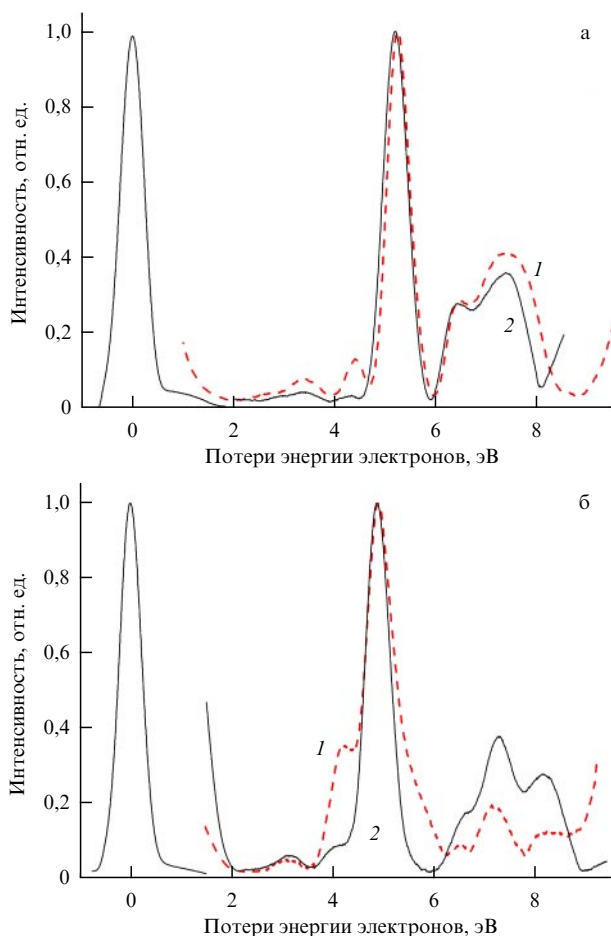 а
1,0
0,8
0,6
0,4
0,2
0
Интенсивность, отн. ед.
1
2
0 2 4 6 8
Потери энергии электронов, эВ
б
1,0
0,8
0,6
0,4
0,2
0
Интенсивность, отн. ед.
1
2
0 2 4 6 8
Потери энергии электронов, эВ